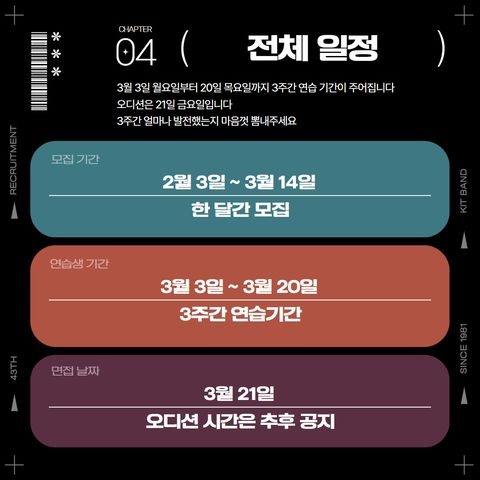 CHAPTER
04
( 전체 일정 )
***
3월 3일 월요일부터 20일 목요일까지 3주간 연습 기간이 주어집니다
오디션은 21일 금요일입니다
3주간 얼마나 발전했는지 마음껏 뽐내주세요
모집 기간
2월 3일 ~ 3월 14일
한 달간 모집
연습생 기간
3월 3일 ~ 3월 20일
3주간 연습기간
면접 날짜
3월 21일
오디션 시간은 추후 공지
RECRUITMENT
43TH
KIT BAND
SINCE 1981